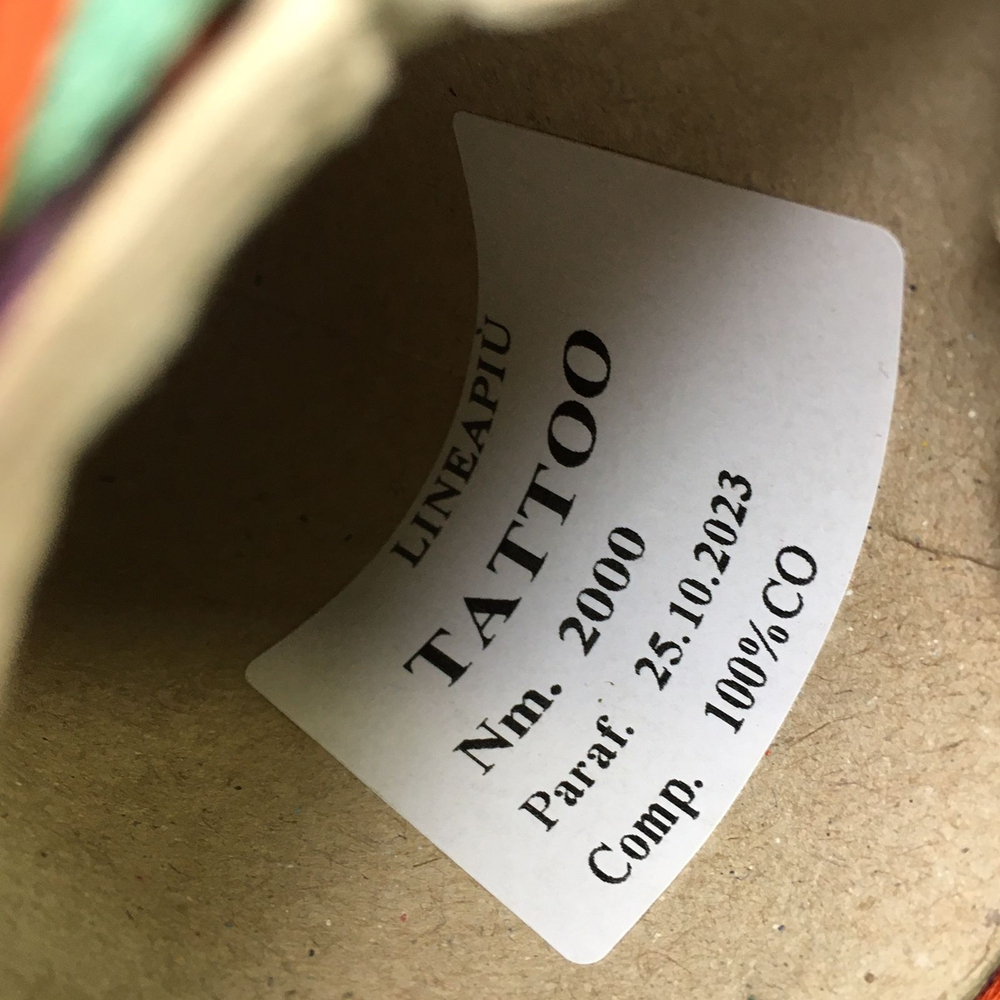 LINEAPIÙ
TATTOO
Nm. 2000
Paraf. 25.10.2023
Comp. 100%CO